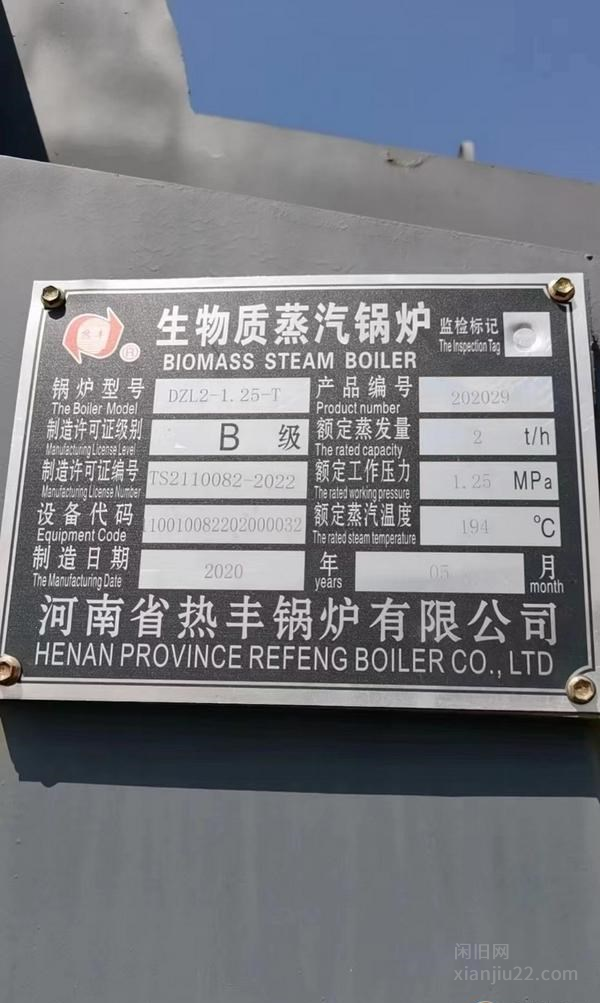 生物质蒸汽锅炉 监检标记
BIOMASS STEAM BOILER The Inspection Tag
热丰 ®
锅炉型号 DZL2-1.25-T 产品编号 202029
The Boiler Model Product number
制造许可证级别 B 级 额定蒸发量 2 t/h
Manufacturing License Level The rated capacity
制造许可证编号 TS2110082-2022 额定工作压力 1.25 MPa
Manufacturing License Number The rated working pressure
设备代码 11001008220200032 额定蒸汽温度 194 ℃
Equipment Code The rated steam temperature
制造日期 2020 年 05 月
The Manufacturing Date years month
河南省热丰锅炉有限公司
HENAN PROVINCE REFENG BOILER CO., LTD
闲旧网
xianjiu22.com